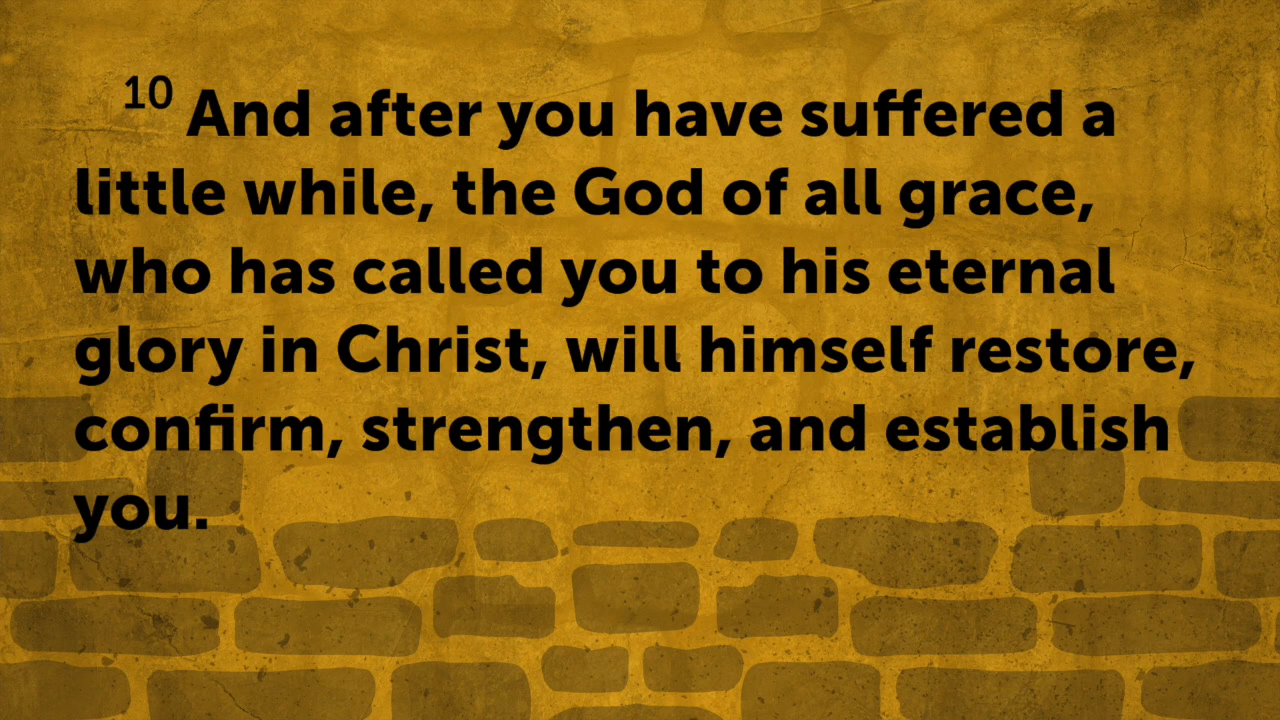 10 And after you have suffered a
little while, the God of all grace,
who has called you to his eternal
glory in Christ, will himself restore,
confirm, strengthen, and establish
you.